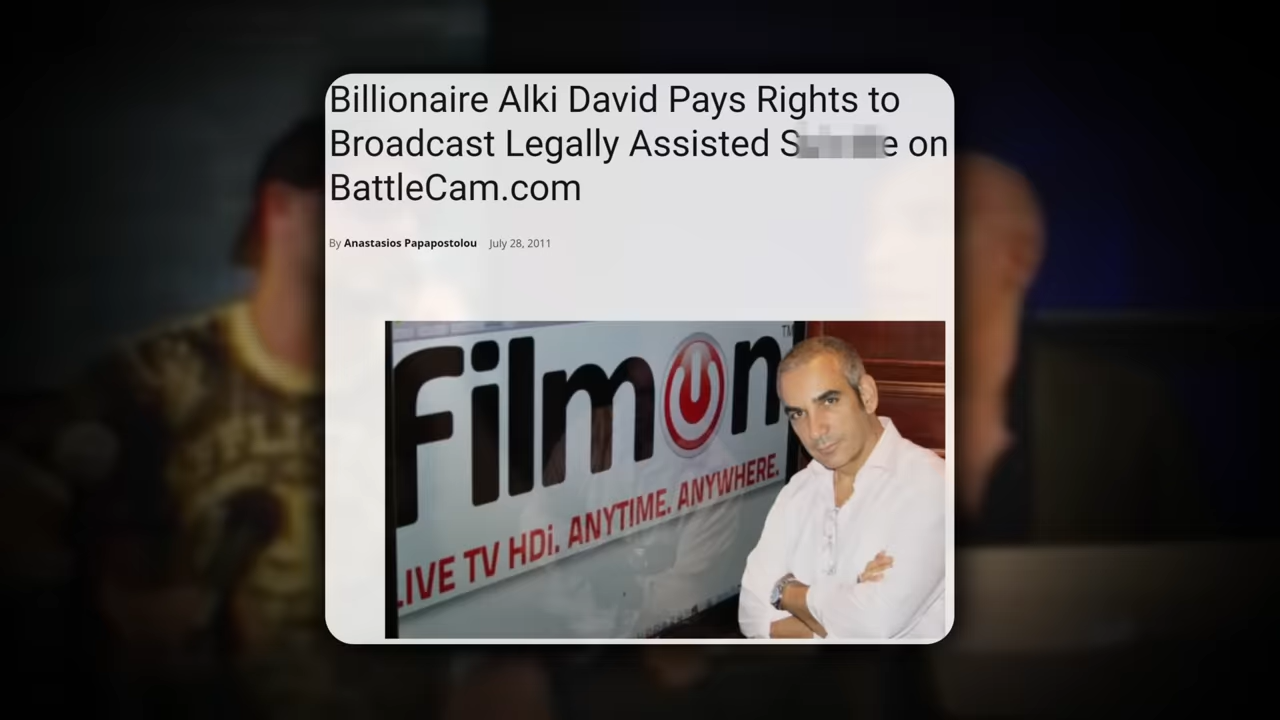 Billionaire Alki David Pays Rights to
Broadcast Legally Assisted on
BattleCam.com
By Anastasios Papapostolou July 28, 2011
Filmon TM
LIVE TV HDi. ANYTIME. ANYWHERE.